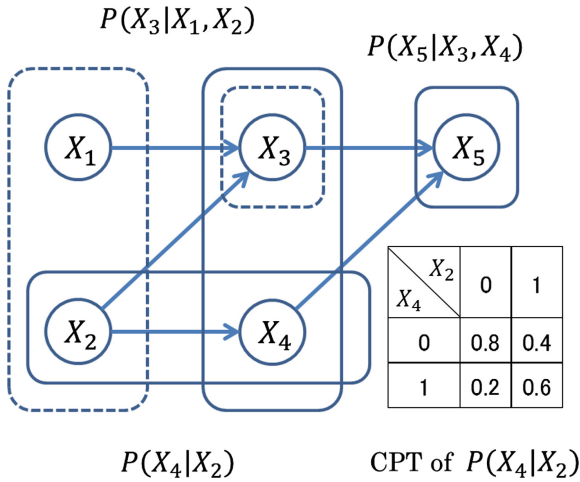 P(X₃|X₁, X₂)
P(X₅|X₃, X₄)
X₁
X₃
X₅
X₂
X₄
X₂
X₄
0 1
0 0.8 0.4
1 0.2 0.6
P(X₄|X₂)
CPT of P(X₄|X₂)